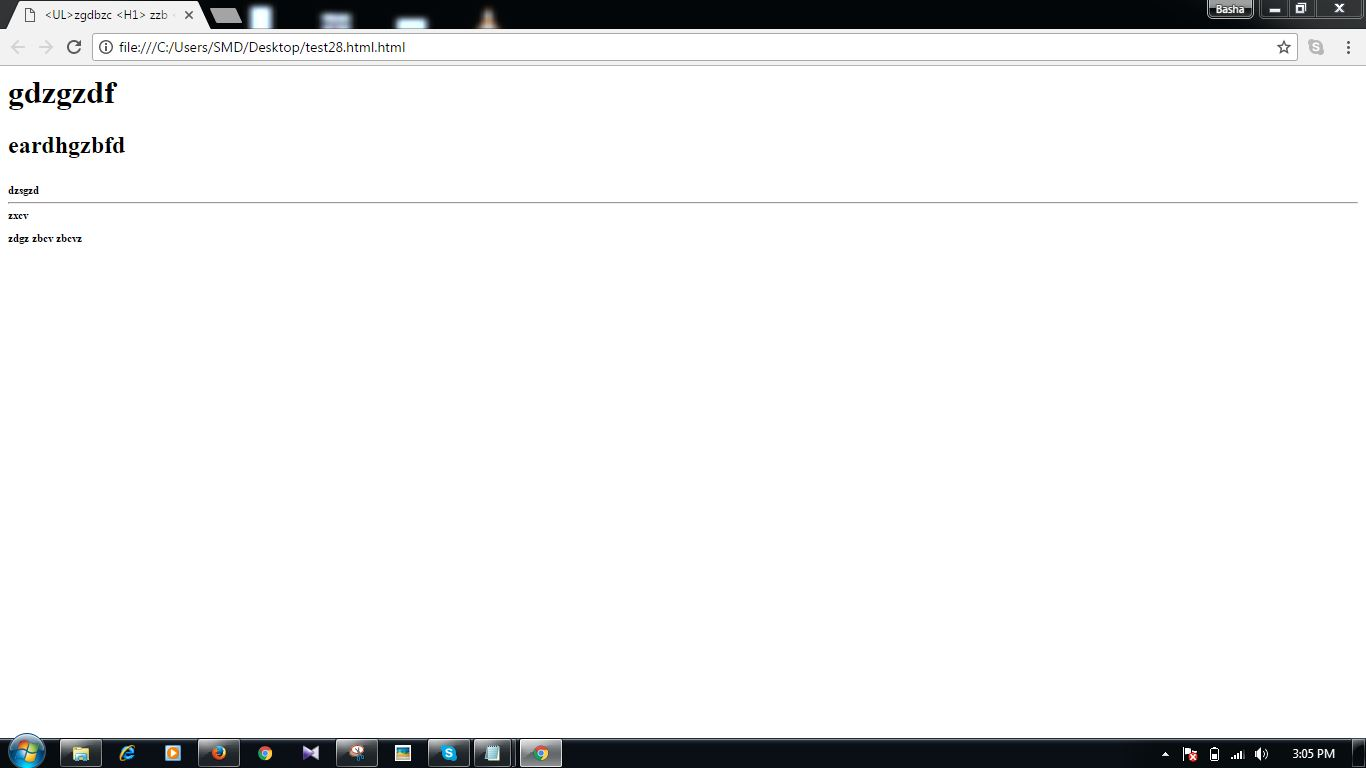 <UL>zgdbzc <H1> zzb
Basha
file:///C:/Users/SMD/Desktop/test28.html.html
gdzgzdf
eardhgzbfd
dzsgzd
zxcv
zdgz zbcv zbcvz
3:05 PM